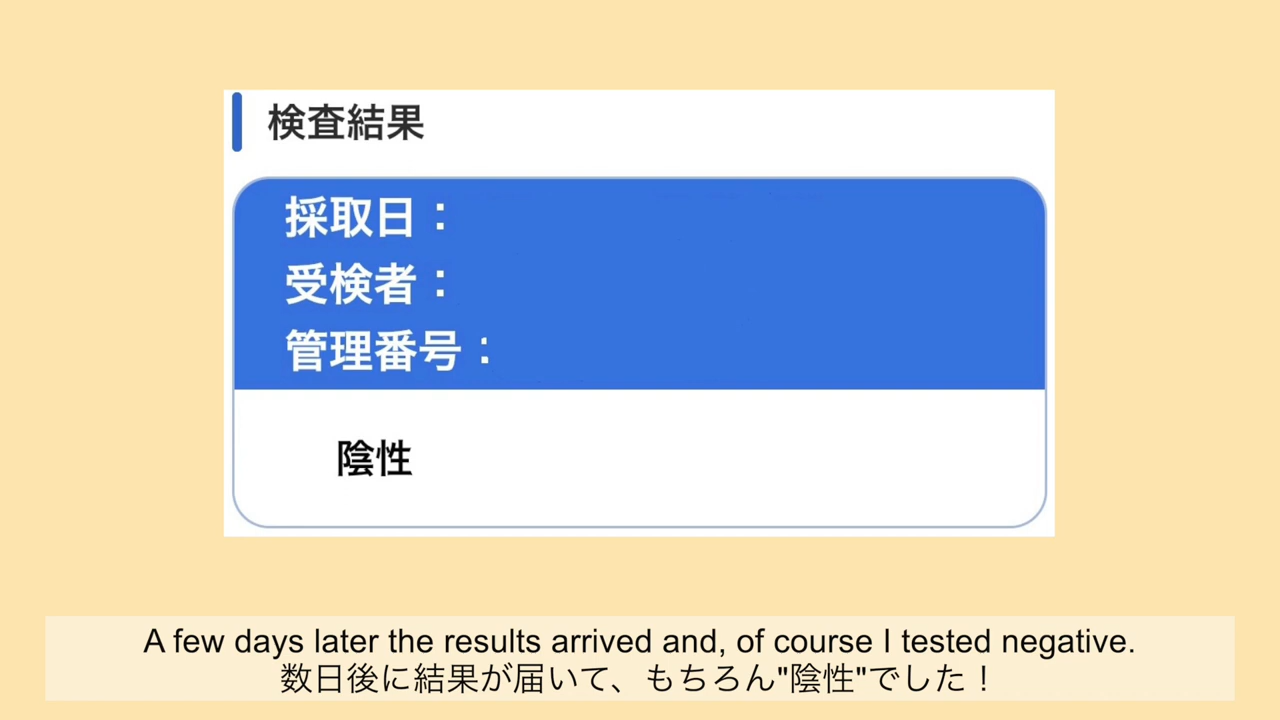 検査結果
採取日：
受検者：
管理番号：
陰性
A few days later the results arrived and, of course I tested negative.
数日後に結果が届いて、もちろん"陰性"でした！